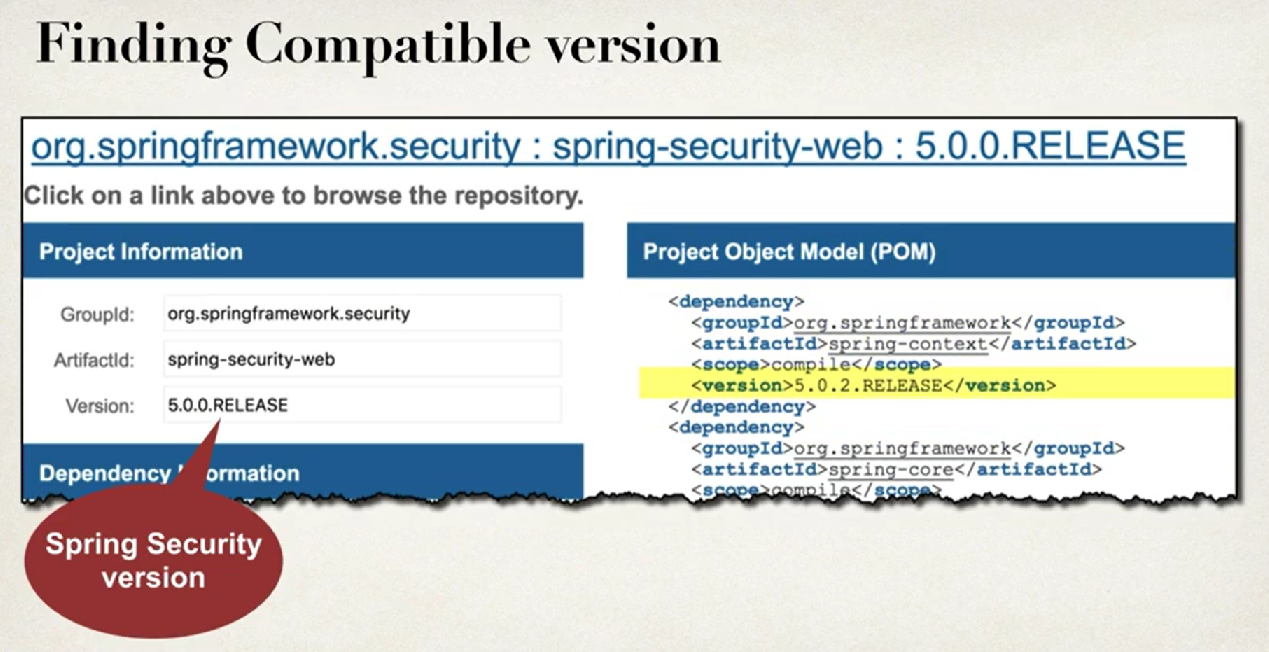 Finding Compatible version
org.springframework.security : spring-security-web : 5.0.0.RELEASE
Click on a link above to browse the repository.
Project Information
GroupId: org.springframework.security
ArtifactId: spring-security-web
Version: 5.0.0.RELEASE
Dependency ormation
Spring Security
version
Project Object Model (POM)
<dependency>
<groupId>org.springframework</groupId>
<artifactId>spring-context</artifactId>
<scope>compile</scope>
<version>5.0.2.RELEASE</version>
</dependency>
<dependency>
<groupId>org.springframework</groupId>
<artifactId>spring-core</artifactId>
<scope>compile</scope>